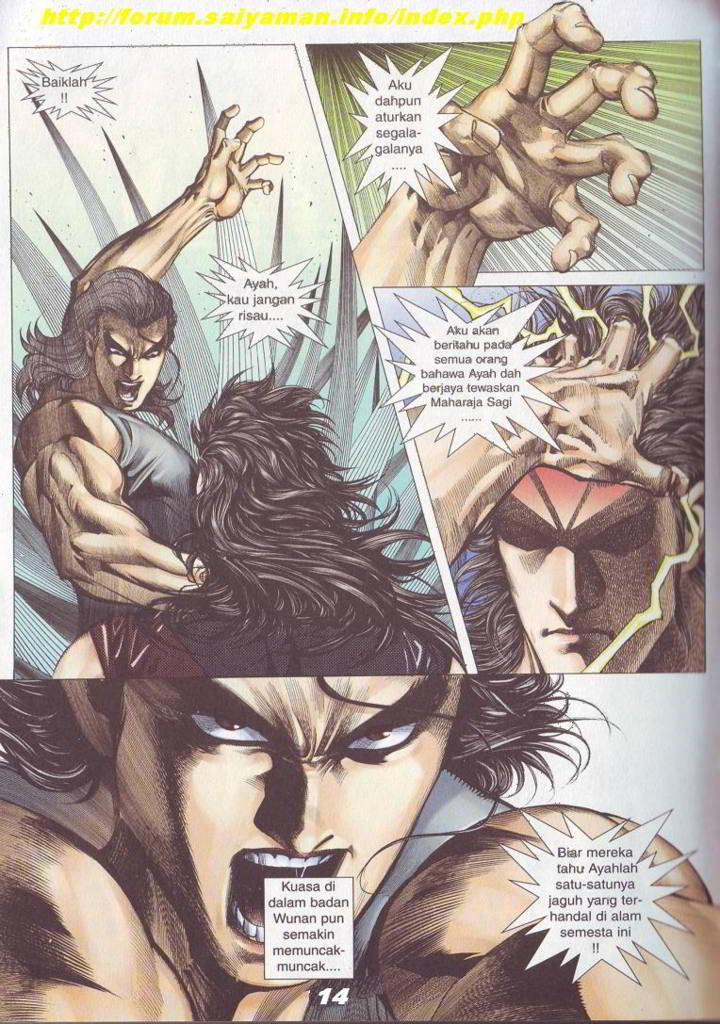 http://forum.saiyaman.info/index.php
Baiklah
!!
Aku
dahpun
aturkan
segala-
galanya
....
Ayah,
kau jangan
risau....
Aku akan
beritahu pada
semua orang
bahawa Ayah dah
berjaya tewaskan
Maharaja Sagi
......
Kuasa di
dalam badan
Wunan pun
semakin
memuncak-
muncak....
Biar mereka
tahu Ayahlah
satu-satunya
jaguh yang ter-
handal di alam
semesta ini
!!
14